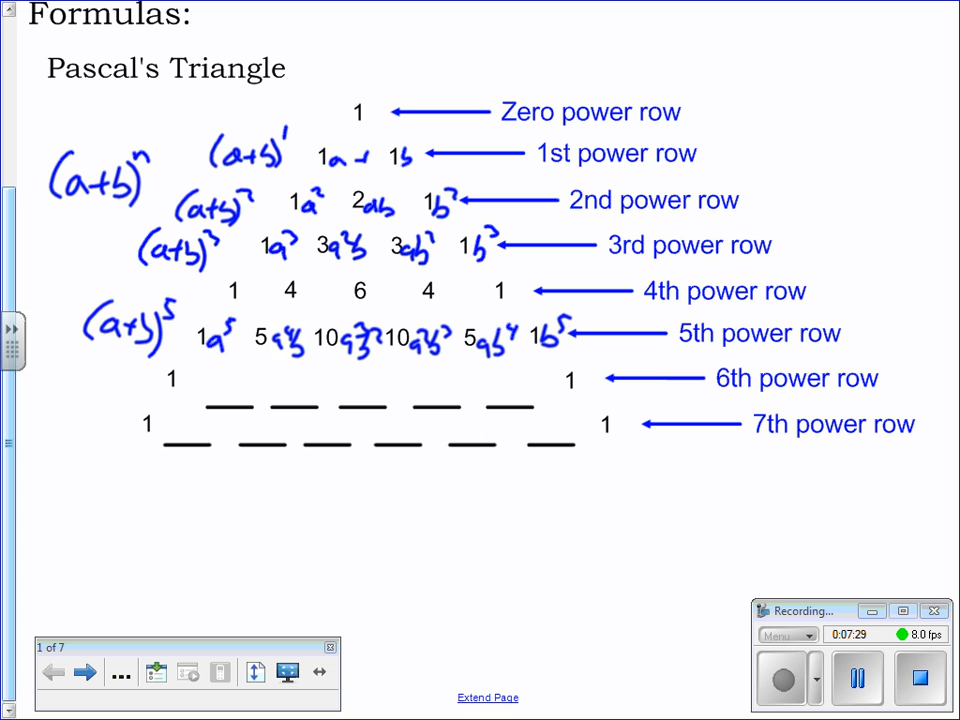 Formulas:
Pascal's Triangle
1 Zero power row
(a+b)ⁿ (a+b)¹ 1a + 1b 1st power row
(a+b)² 1a² 2ab 1b² 2nd power row
(a+b)³ 1a³ 3a²b 3ab² 1b³ 3rd power row
1 4 6 4 1 4th power row
(a+b)⁵ 1a⁵ 5a⁴b 10a³b² 10a²b³ 5ab⁴ 1b⁵ 5th power row
1 1 6th power row
1 1 7th power row
Recording...
Menu 0:07:29 8.0 fps
1 of 7
...
Extend Page